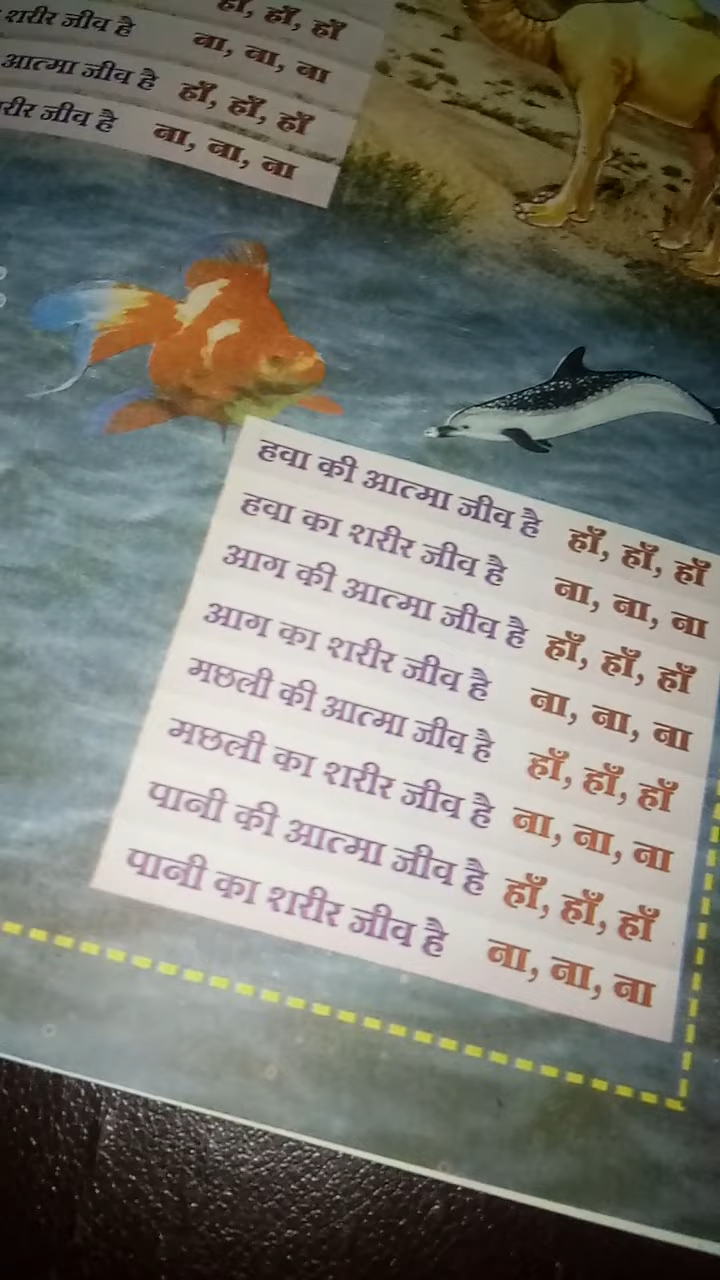 हाँ, हाँ, हाँ
शरीर जीव है ना, ना, ना
आत्मा जीव है हाँ, हाँ, हाँ
जीव है ना, ना, ना
हवा की आत्मा जीव है हाँ, हाँ, हाँ
हवा का शरीर जीव है ना, ना, ना
आग की आत्मा जीव है हाँ, हाँ, हाँ
आग का शरीर जीव है ना, ना, ना
मछली की आत्मा जीव है हाँ, हाँ, हाँ
मछली का शरीर जीव है ना, ना, ना
पानी की आत्मा जीव है हाँ, हाँ, हाँ
पानी का शरीर जीव है ना, ना, ना